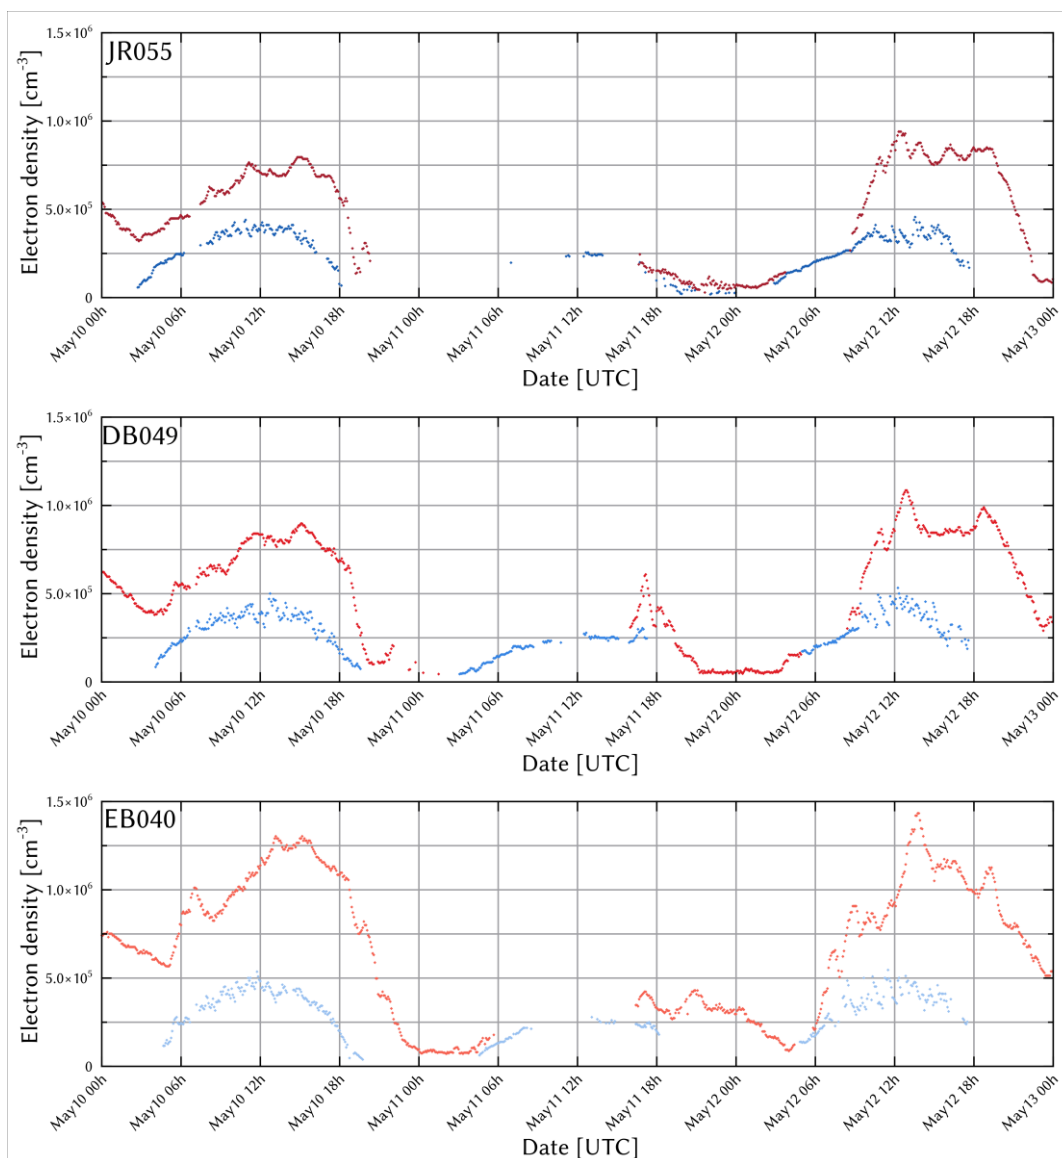 JR055
Electron density [cm⁻³]
1.5×10⁶
1.0×10⁶
5.0×10⁵
0
May10 00h
May10 06h
May10 12h
May10 18h
May11 00h
May11 06h
May11 12h
May11 18h
May12 00h
May12 06h
May12 12h
May12 18h
May13 00h
Date [UTC]
DB049
Electron density [cm⁻³]
1.5×10⁶
1.0×10⁶
5.0×10⁵
0
May10 00h
May10 06h
May10 12h
May10 18h
May11 00h
May11 06h
May11 12h
May11 18h
May12 00h
May12 06h
May12 12h
May12 18h
May13 00h
Date [UTC]
EB040
Electron density [cm⁻³]
1.5×10⁶
1.0×10⁶
5.0×10⁵
0
May10 00h
May10 06h
May10 12h
May10 18h
May11 00h
May11 06h
May11 12h
May11 18h
May12 00h
May12 06h
May12 12h
May12 18h
May13 00h
Date [UTC]